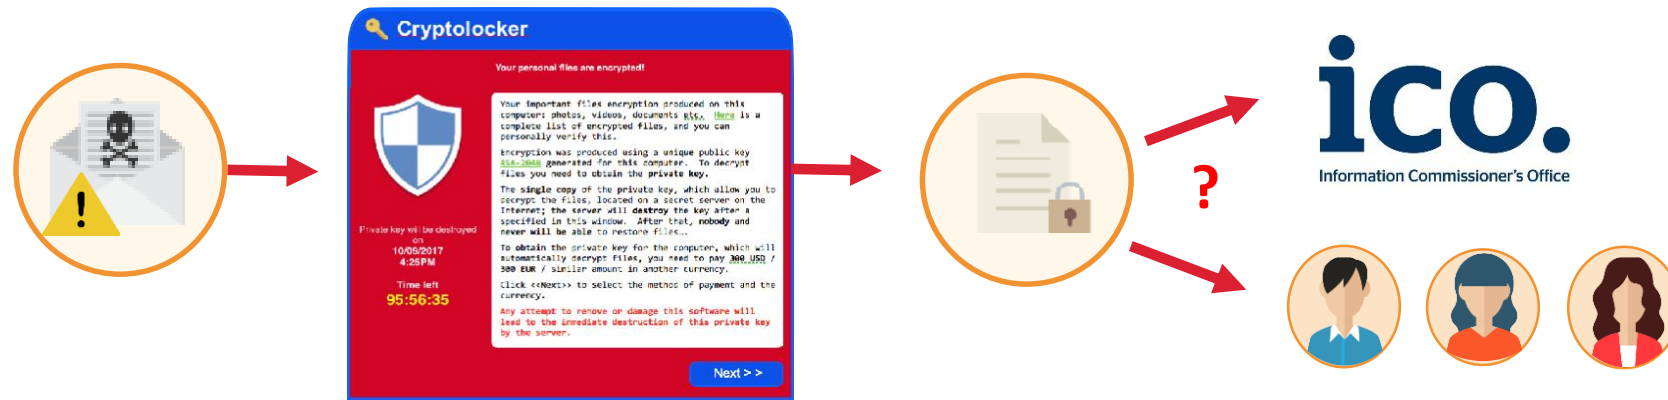 Cryptolocker
Your personal files are encrypted!
Your important files encryption produced on this
computer: photos, videos, documents etc. Here is a
complete list of encrypted files, and you can
personally verify this.
Encryption was produced using a unique public key
RSA-2048 generated for this computer. To decrypt
files you need to obtain the private key.
The single copy of the private key, which allow you to
decrypt the files, located on a secret server on the
Internet; the server will destroy the key after a
specified in this window. After that, nobody and
never will be able to restore files...
To obtain the private key for the computer, which will
automatically decrypt files, you need to pay 300 USD /
300 EUR / similar amount in another currency.
Click <<Next>> to select the method of payment and the
currency.
Any attempt to remove or damage this software will
lead to the immediate destruction of this private key
by the server.
Private key will be destroyed
on
10/05/2017
4:25PM
Time left
95:56:35
Next > >
?
ico.
Information Commissioner's Office